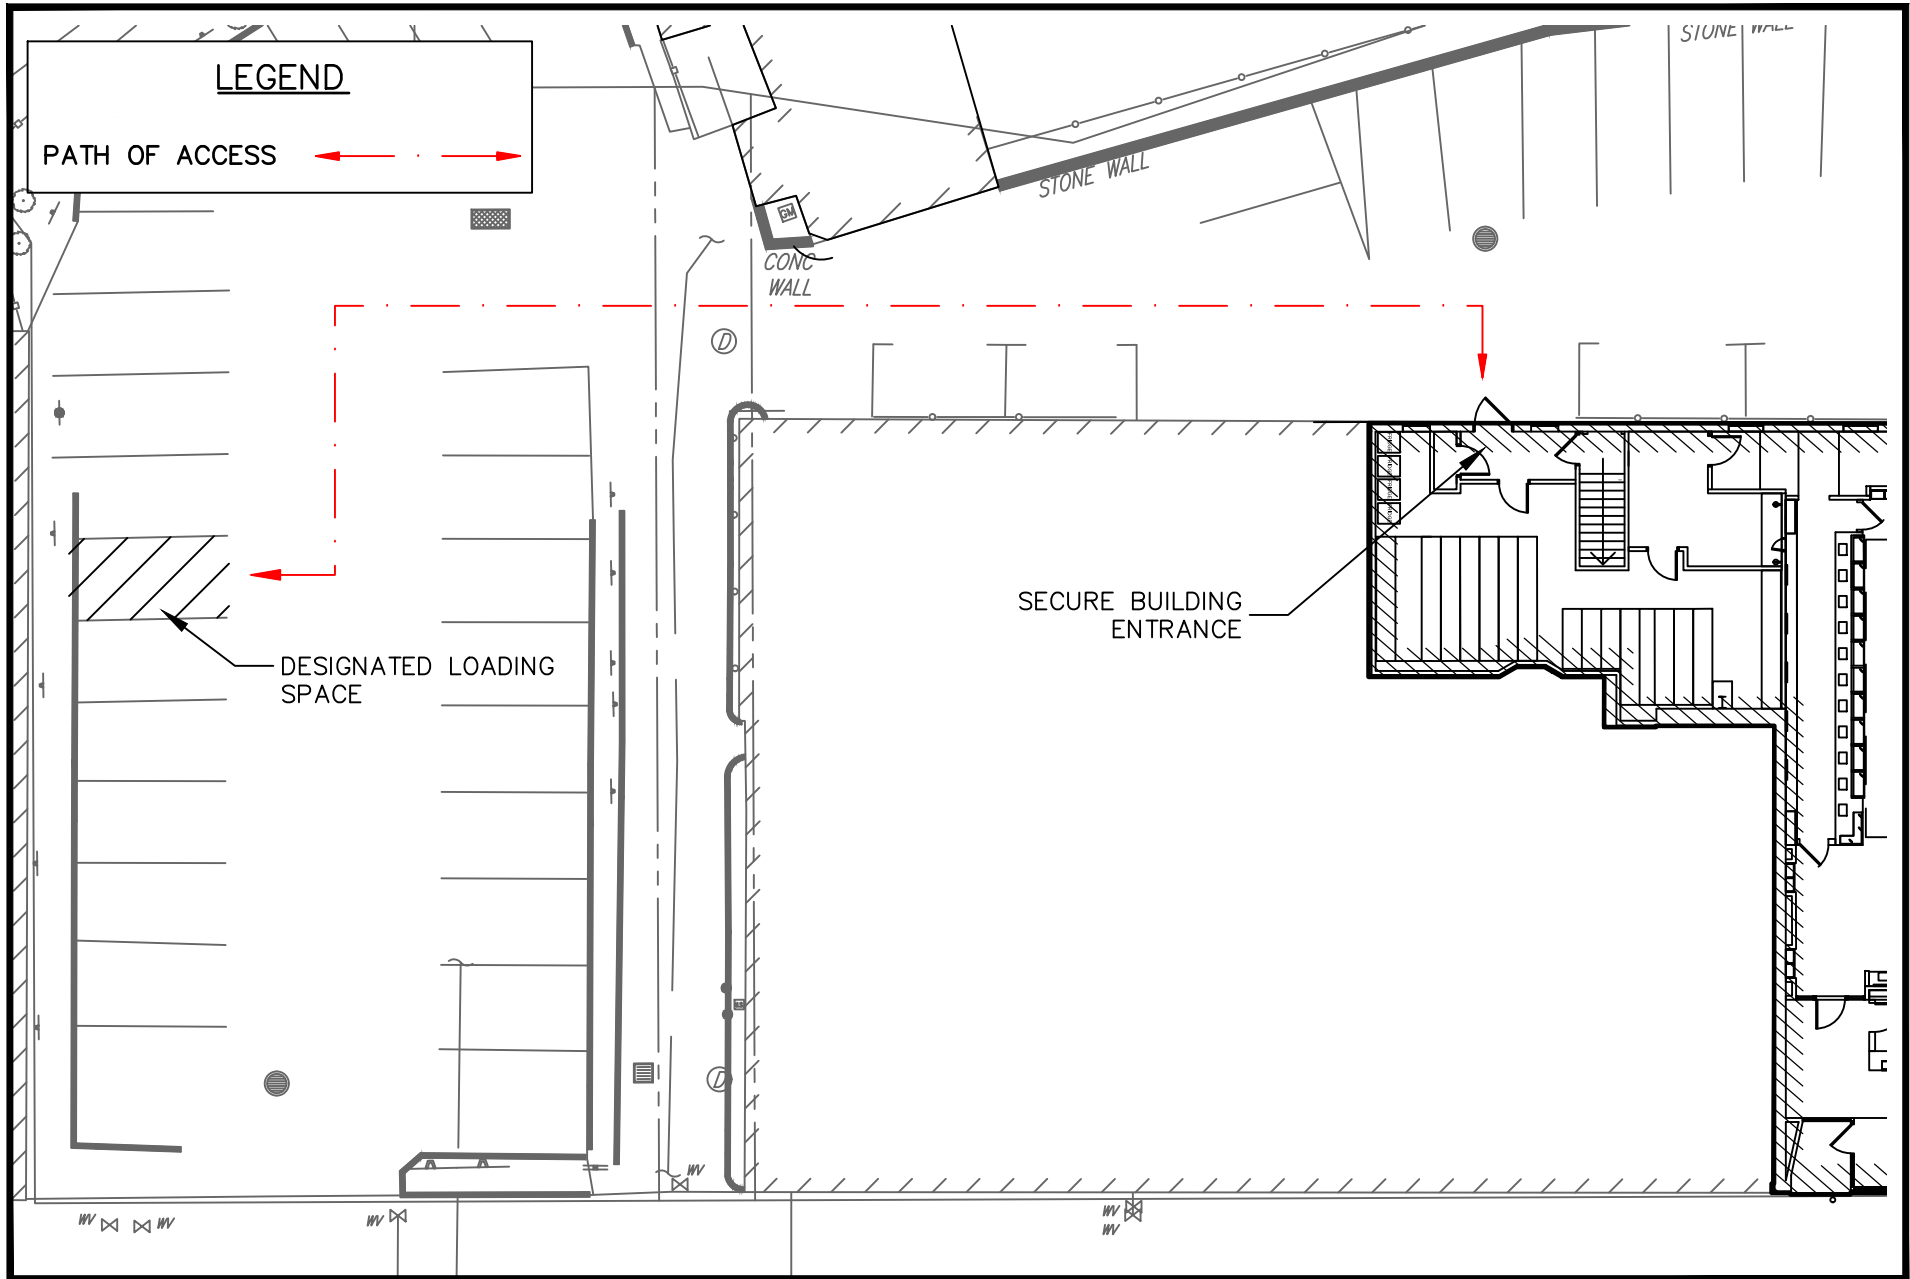 STONE WALL
LEGEND
PATH OF ACCESS
STONE WALL
GM
CONC
WALL
D
SECURE BUILDING
ENTRANCE
DESIGNATED LOADING
SPACE
D
WV
WV
WV
WV
WV
WV